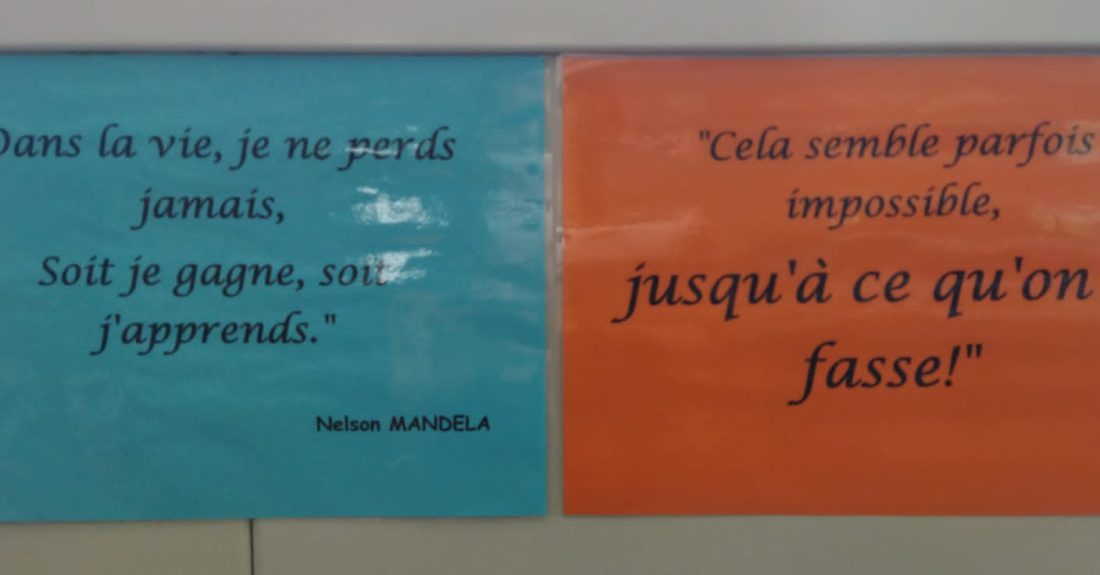 Dans la vie, je ne perds
jamais,
Soit je gagne, soit
j'apprends."
Nelson MANDELA
"Cela semble parfois
impossible,
jusqu'à ce qu'on
fasse!"